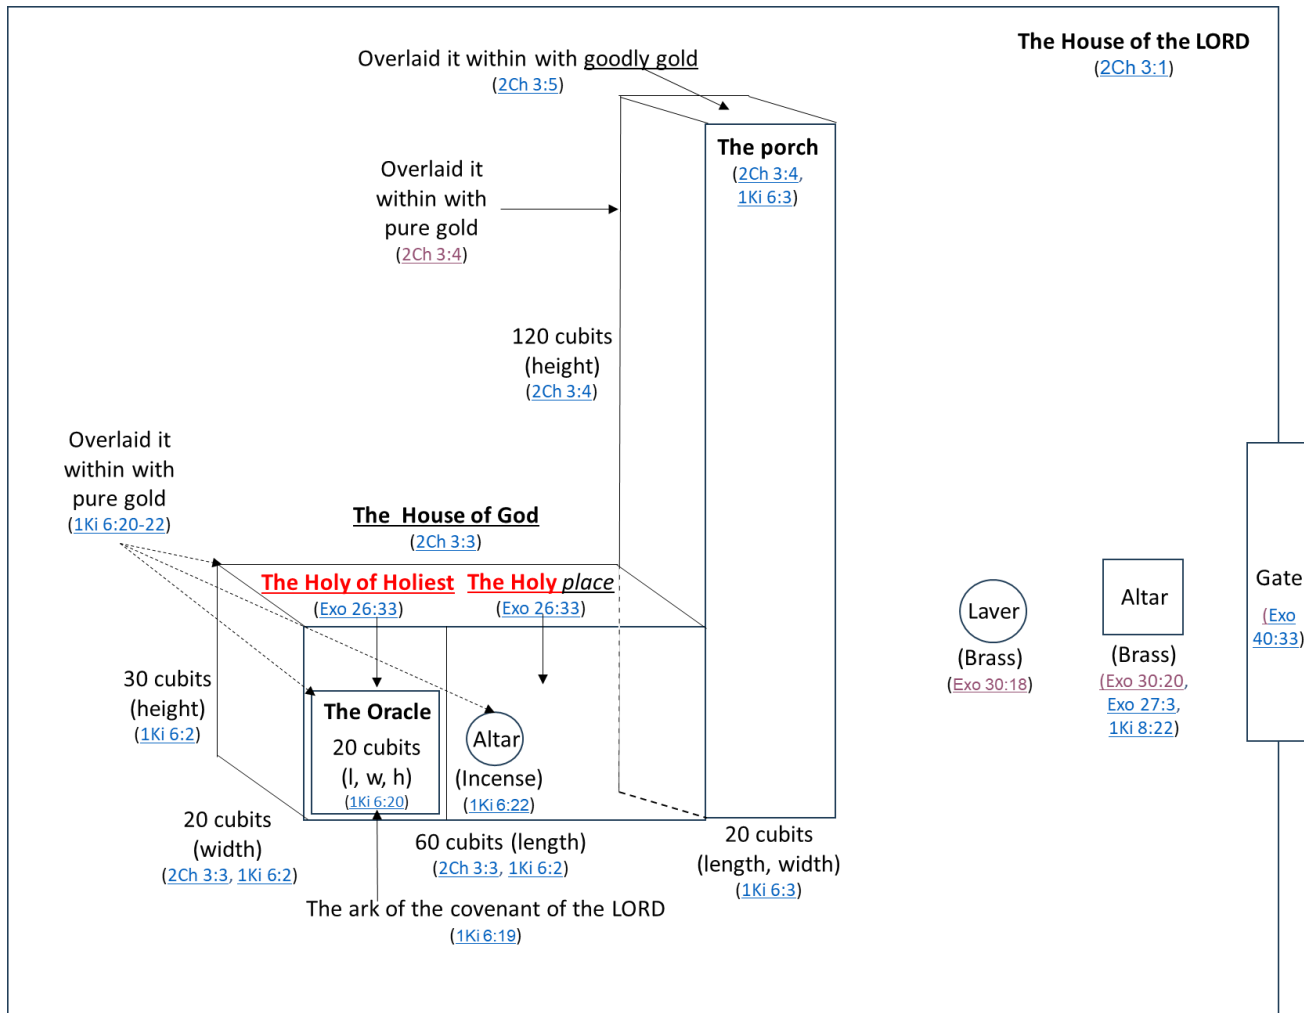 The House of the LORD
(2Ch 3:1)
Overlaid it within with goodly gold
(2Ch 3:5)
The porch
(2Ch 3:4,
1Ki 6:3)
Overlaid it
within with
pure gold
(2Ch 3:4)
120 cubits
(height)
(2Ch 3:4)
Overlaid it
within with
pure gold
(1Ki 6:20-22)
The House of God
(2Ch 3:3)
The Holy of Holiest
(Exo 26:33)
The Holy place
(Exo 26:33)
30 cubits
(height)
(1Ki 6:2)
The Oracle
20 cubits
(l, w, h)
(1Ki 6:20)
Altar
(Incense)
(1Ki 6:22)
20 cubits
(width)
(2Ch 3:3, 1Ki 6:2)
60 cubits (length)
(2Ch 3:3, 1Ki 6:2)
20 cubits
(length, width)
(1Ki 6:3)
The ark of the covenant of the LORD
(1Ki 6:19)
Laver
(Brass)
(Exo 30:18)
Altar
(Brass)
(Exo 30:20,
Exo 27:3,
1Ki 8:22)
Gate
(Exo
40:33)